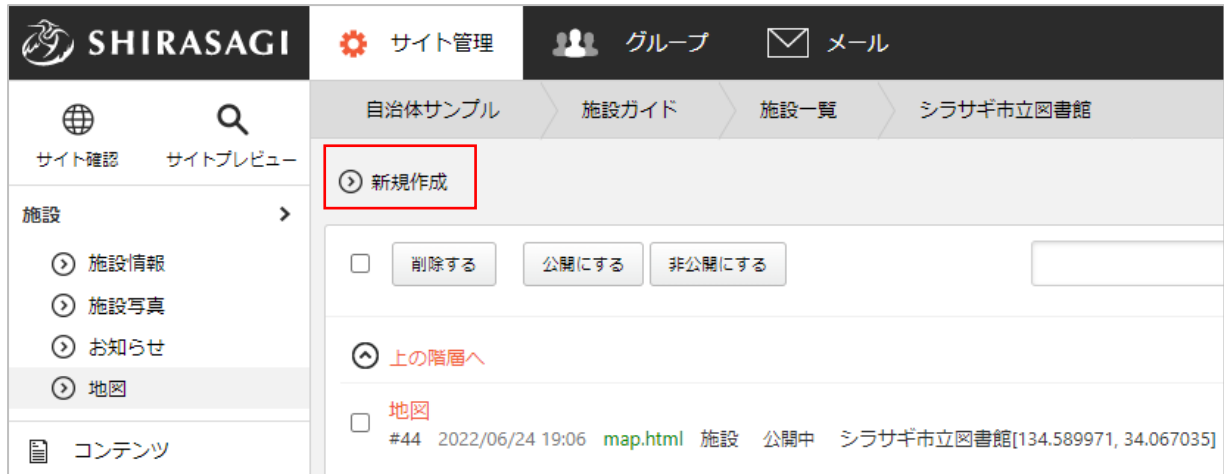 SHIRASAGI サイト管理 グループ メール
自治体サンプル 施設ガイド 施設一覧 シラサギ市立図書館
サイト確認 サイトプレビュー
新規作成
施設
施設情報
施設写真
お知らせ
地図
コンテンツ
削除する 公開にする 非公開にする
上の階層へ
地図
#44 2022/06/24 19:06 map.html 施設 公開中 シラサギ市立図書館[134.589971, 34.067035]